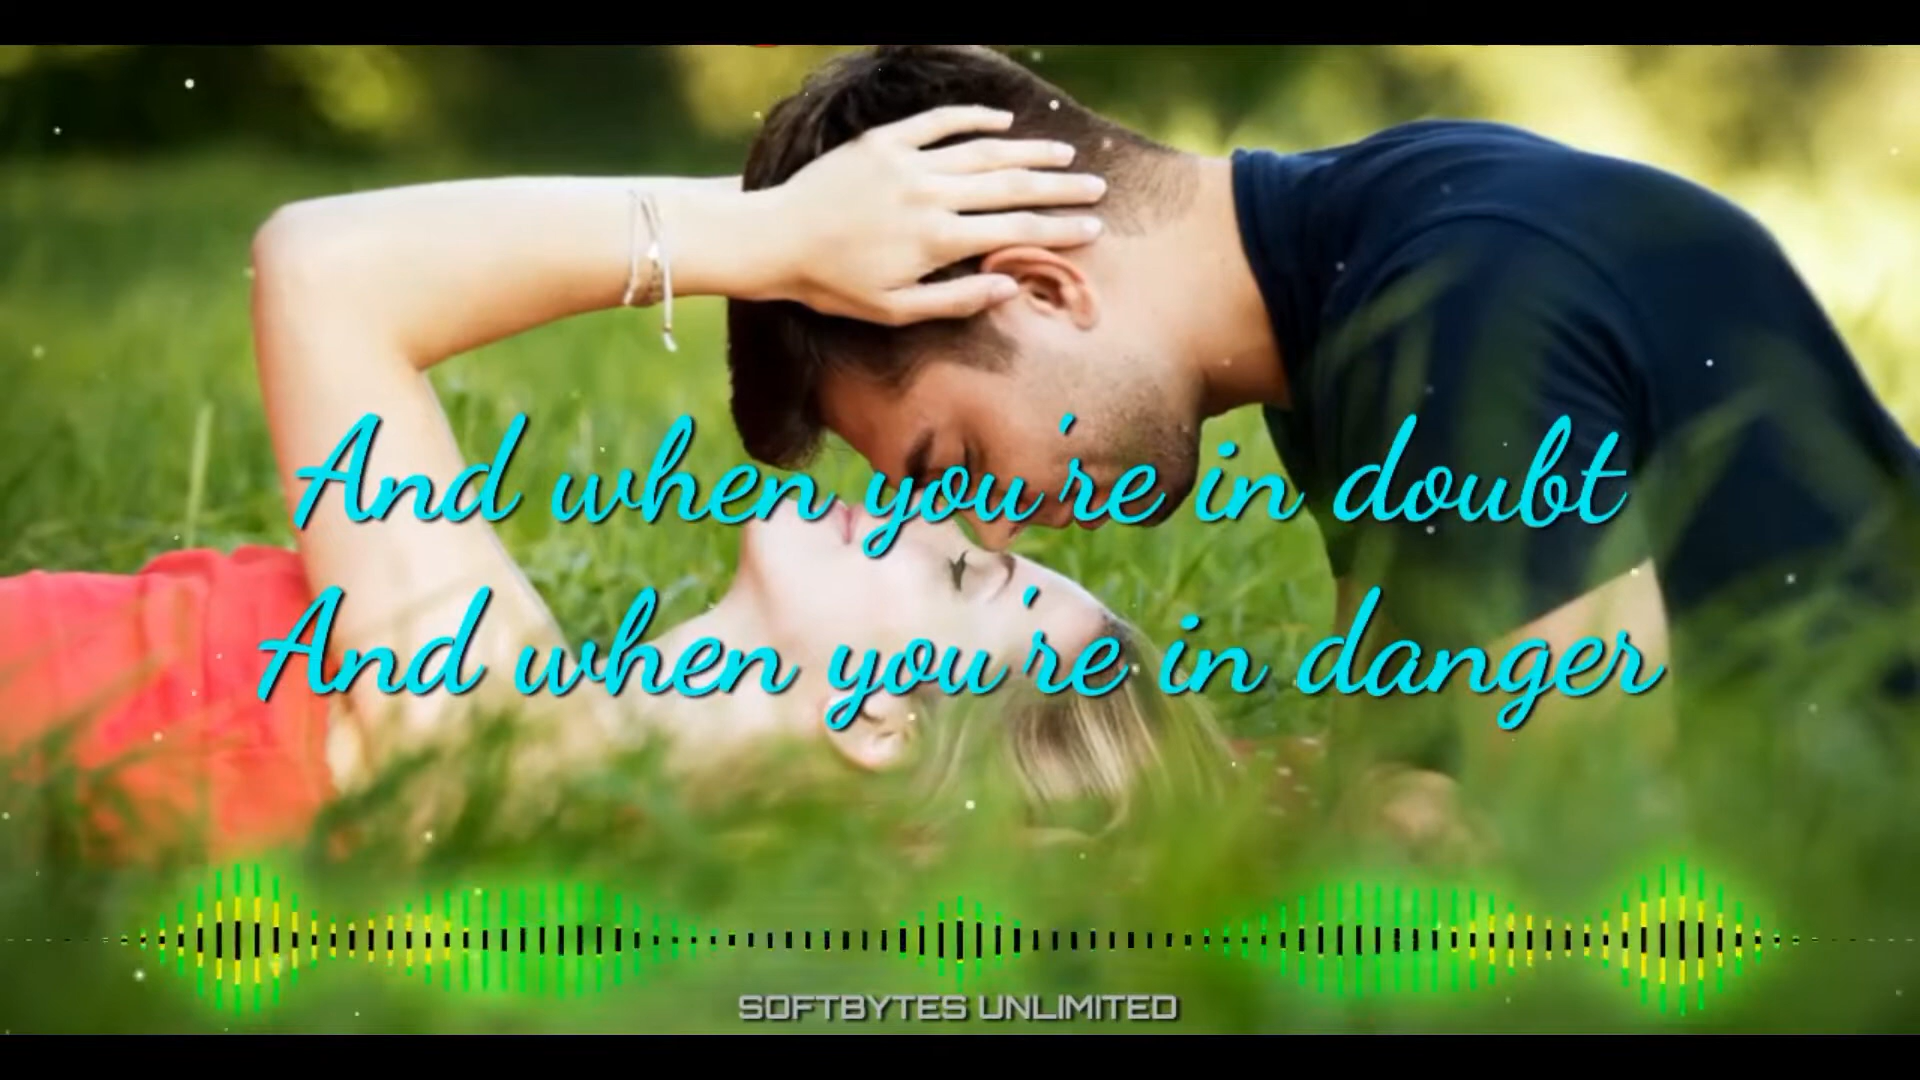 And when you're in doubt
And when you're in danger
SOFTBYTES UNLIMITED